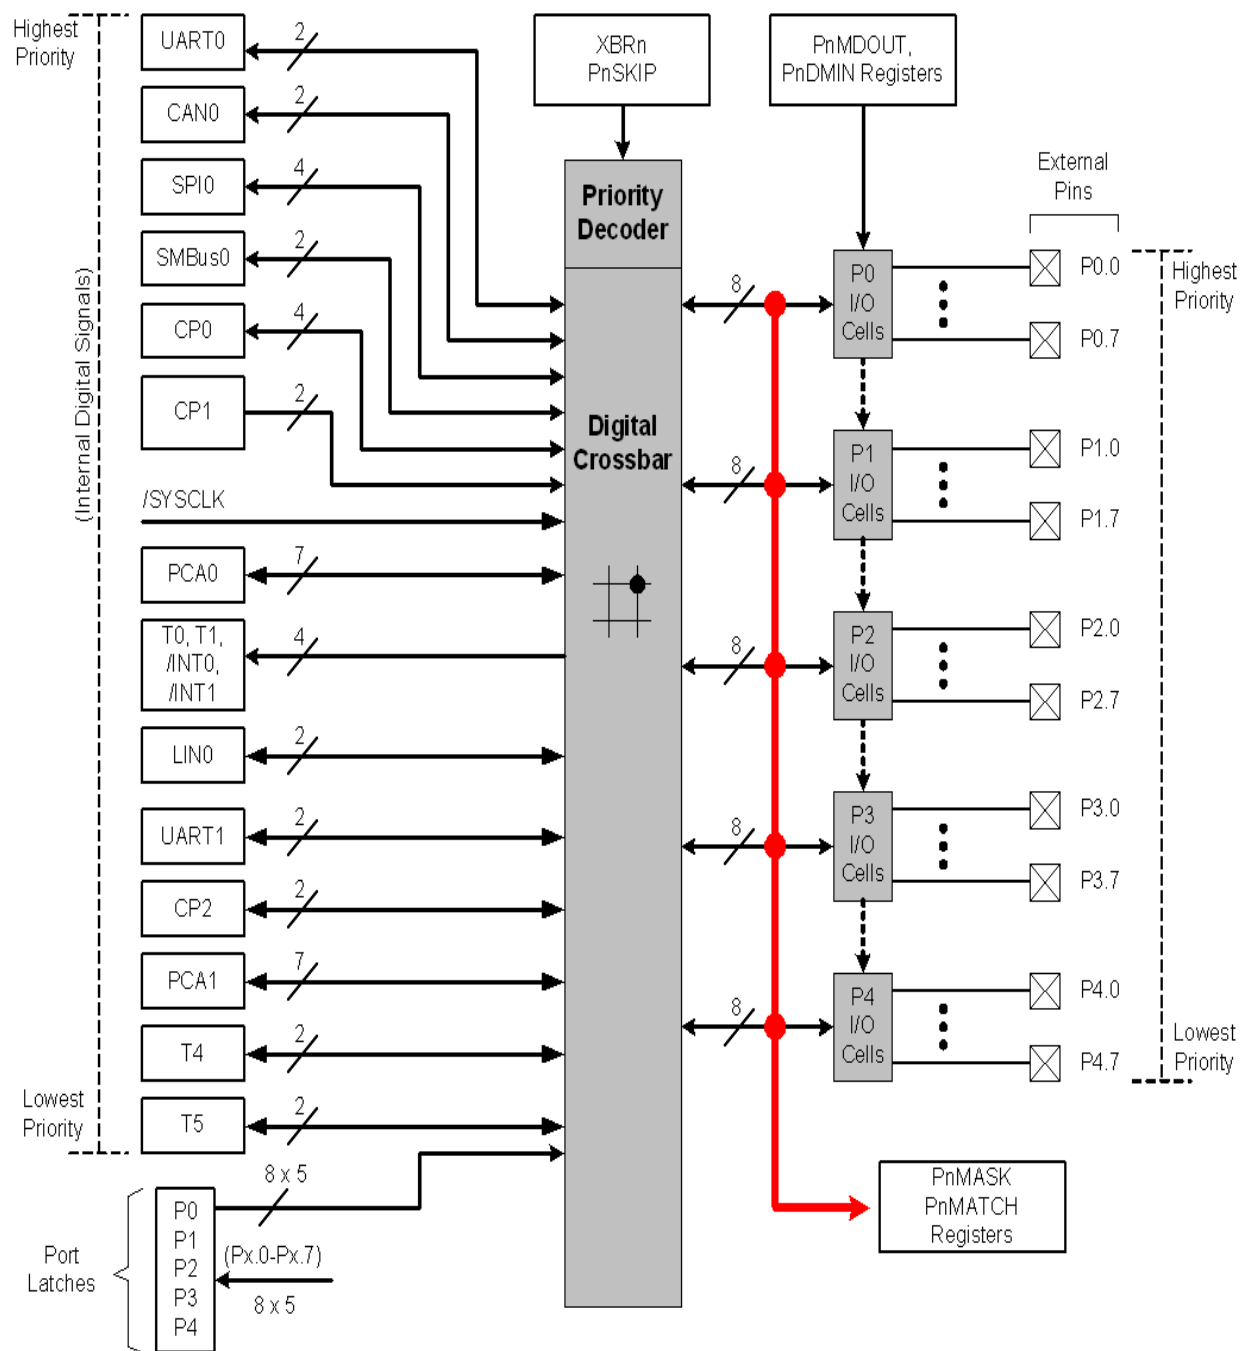 Highest
Priority
(Internal Digital Signals)
Lowest
Priority
UART0
2
CAN0
2
SPI0
4
SMBus0
2
CP0
4
CP1
2
/SYSCLK
PCA0
7
T0, T1,
/INT0,
/INT1
4
LIN0
2
UART1
2
CP2
2
PCA1
7
T4
2
T5
2
Port
Latches
P0
P1
P2
P3
P4
8 x 5
(Px.0-Px.7)
8 x 5
XBRn
PnSKIP
Priority
Decoder
Digital
Crossbar
PnMDOUT,
PnDMIN Registers
8
8
8
8
8
P0
I/O
Cells
P1
I/O
Cells
P2
I/O
Cells
P3
I/O
Cells
P4
I/O
Cells
External
Pins
P0.0
P0.7
P1.0
P1.7
P2.0
P2.7
P3.0
P3.7
P4.0
P4.7
Highest
Priority
Lowest
Priority
PnMASK
PnMATCH
Registers